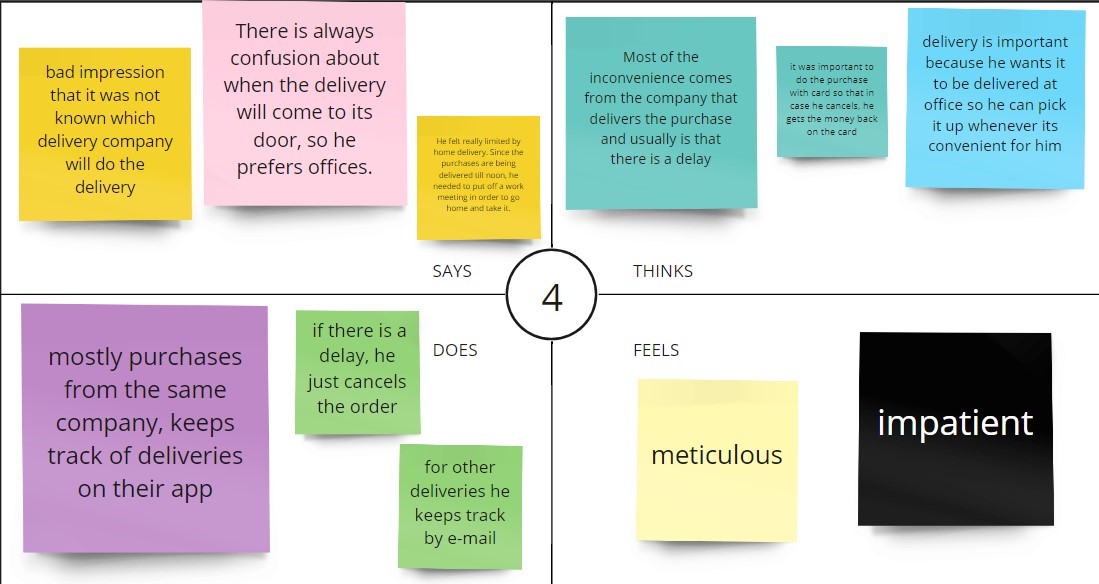 bad impression
that it was not
known which
delivery company
will do the
delivery
There is always
confusion about
when the delivery
will come to its
door, so he
prefers offices.
He felt really limited by
home delivery. Since the
purchases are being
delivered till noon, he
needed to put off a work
meeting in order to go
home and take it.
SAYS
Most of the
inconvenience comes
from the company that
delivers the purchase
and usually is that
there is a delay
it was important to
do the purchase
with card so that in
case he cancels, he
gets the money back
on the card
delivery is important
because he wants it
to be delivered at
office so he can pick
it up whenever its
convenient for him
THINKS
4
mostly purchases
from the same
company, keeps
track of deliveries
on their app
if there is a
delay, he
just cancels
the order
DOES
for other
deliveries he
keeps track
by e-mail
FEELS
meticulous
impatient